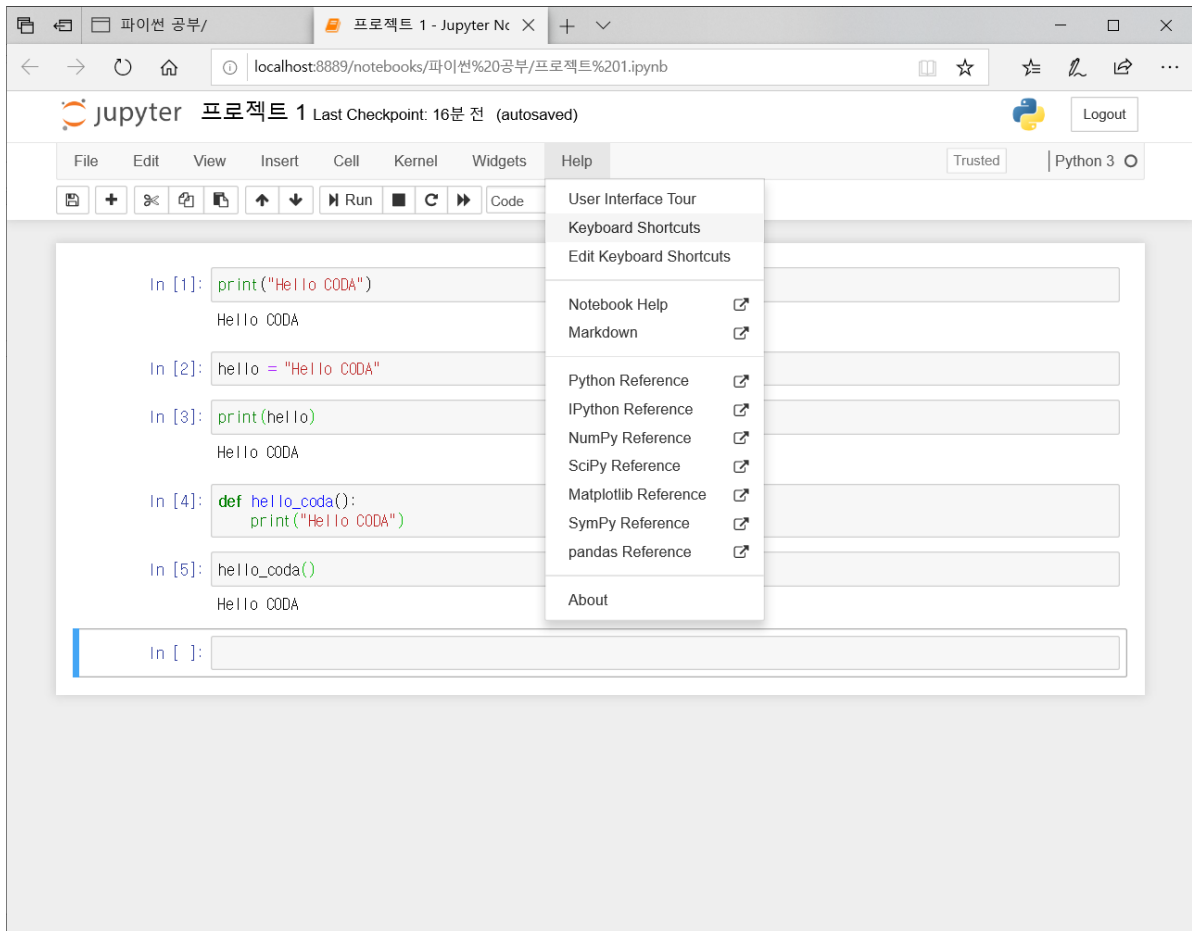 파이썬 공부/
프로젝트 1 - Jupyter No
localhost:8889/notebooks/파이썬%20공부/프로젝트%201.ipynb
jupyter 프로젝트 1 Last Checkpoint: 16분 전 (autosaved)
Logout
File Edit View Insert Cell Kernel Widgets Help
Trusted
Python 3
Run
Code
User Interface Tour
Keyboard Shortcuts
Edit Keyboard Shortcuts
Notebook Help
Markdown
Python Reference
IPython Reference
NumPy Reference
SciPy Reference
Matplotlib Reference
SymPy Reference
pandas Reference
About
In [1]: print("Hello CODA")
Hello CODA
In [2]: hello = "Hello CODA"
In [3]: print(hello)
Hello CODA
In [4]: def hello_coda():
print("Hello CODA")
In [5]: hello_coda()
Hello CODA
In [ ]: